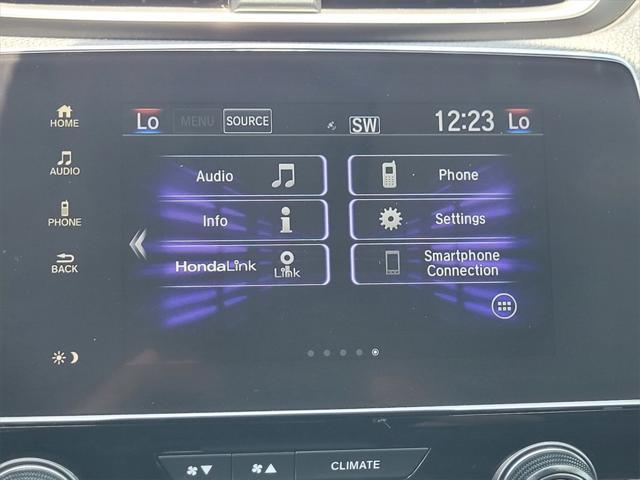 HOME
Lo MENU SOURCE SW 12:23 Lo
AUDIO
Audio
Phone
PHONE
Info
Settings
BACK
HondaLink
Link
Smartphone
Connection
CLIMATE